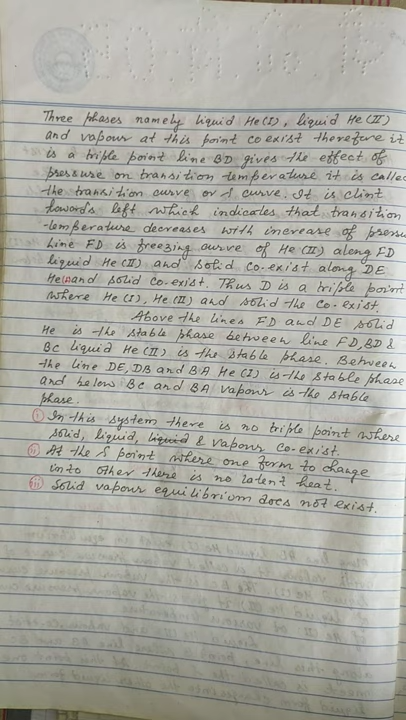 Three phases namely liquid He(I), liquid He(II)
and vapour at this point co exist therefore it
is a triple point line BD gives the effect of
pressure on transition temperature it is called
the transition curve or λ curve. It is clint
towards left which indicates that transition
temperature decreases with increase of pressu
Line FD is freezing curve of He(II) along FD
liquid He(II) and solid co-exist along DE
He(I) and solid co.exist. Thus D is a triple point
where He(I), He(II) and solid the co-exist.
Above the lines FD and DE solid
He is the stable phase between line FD, BD &
BC liquid He(II) is the stable phase. Between
the line DE, DB and BA He(I) is the stable phase
and below BC and BA vapour is the stable
phase.
(i) In this system there is no triple point where
solid, liquid, liquid & vapour co-exist.
(ii) At the λ point where one form to change
into other there is no latent heat.
(iii) Solid vapour equilibrium does not exist.